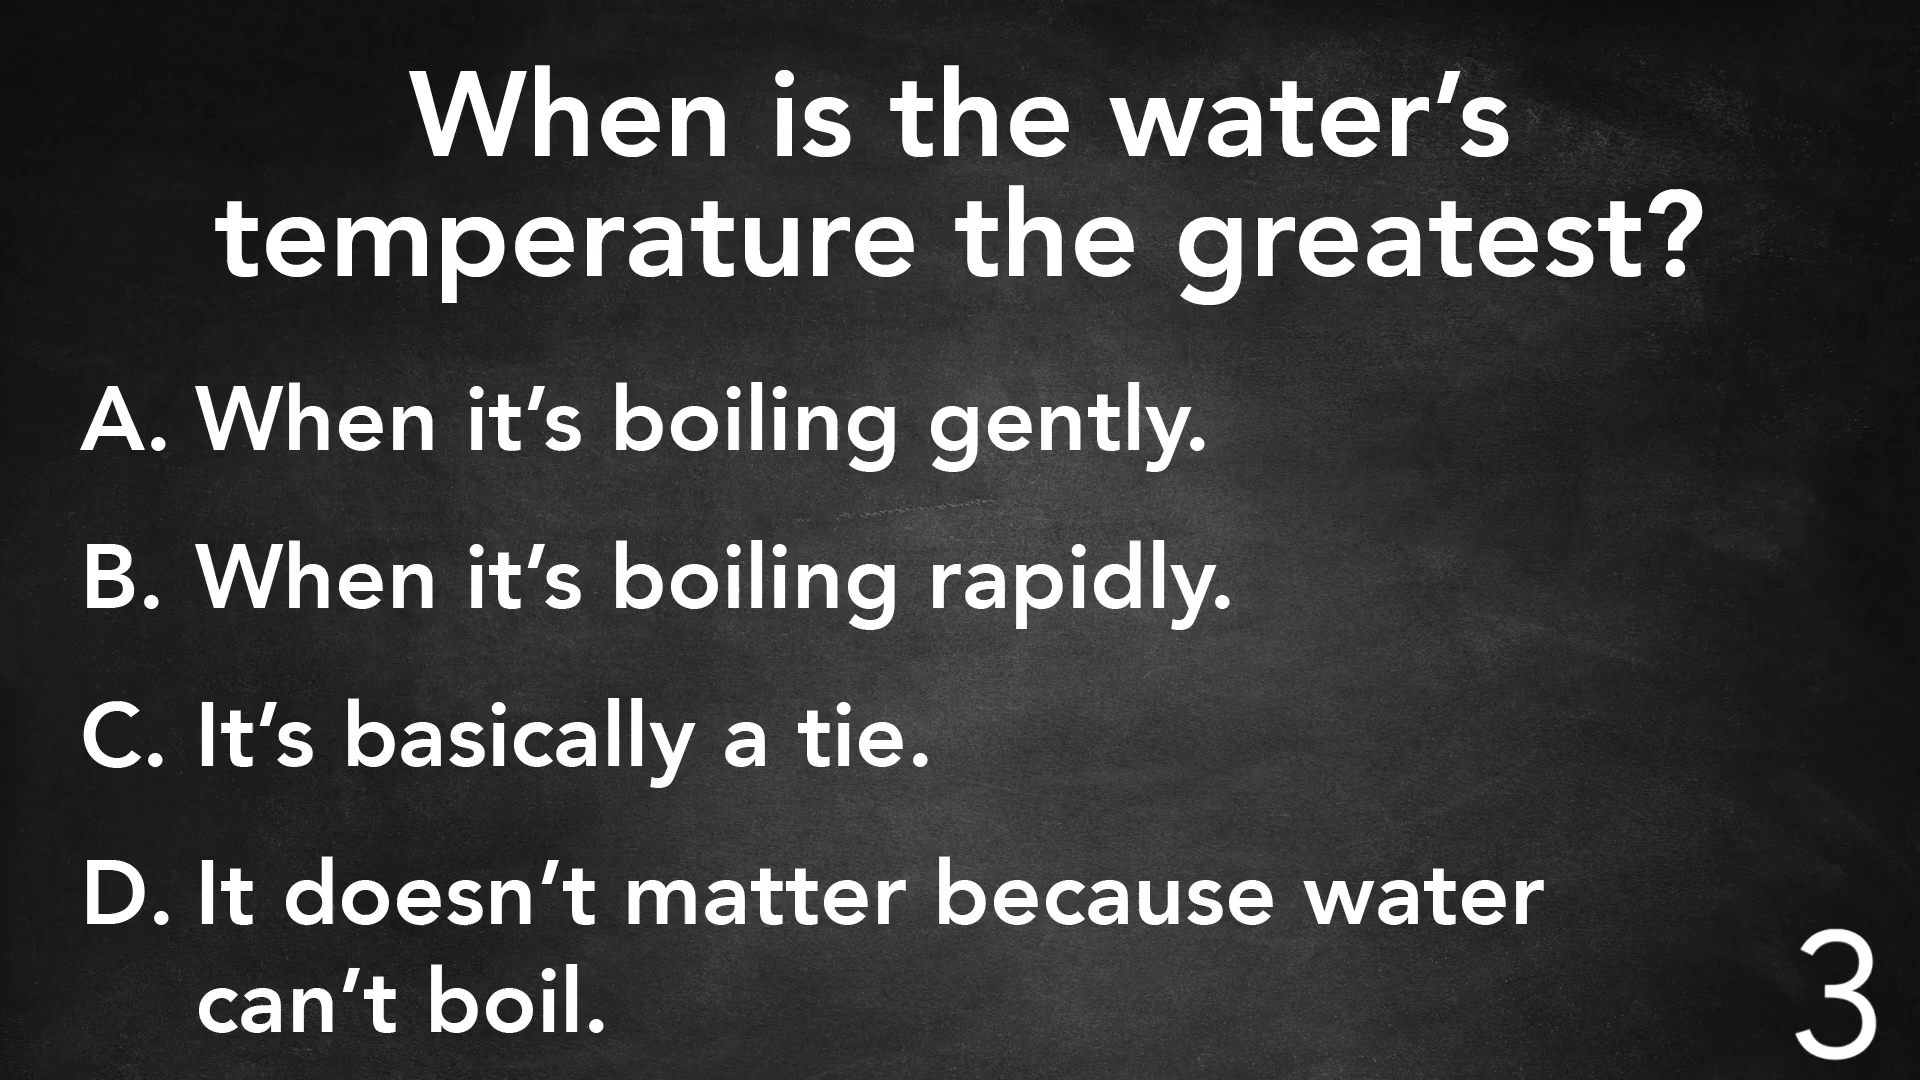 When is the water’s
temperature the greatest?
A. When it’s boiling gently.
B. When it’s boiling rapidly.
C. It’s basically a tie.
D. It doesn’t matter because water
can’t boil.
3